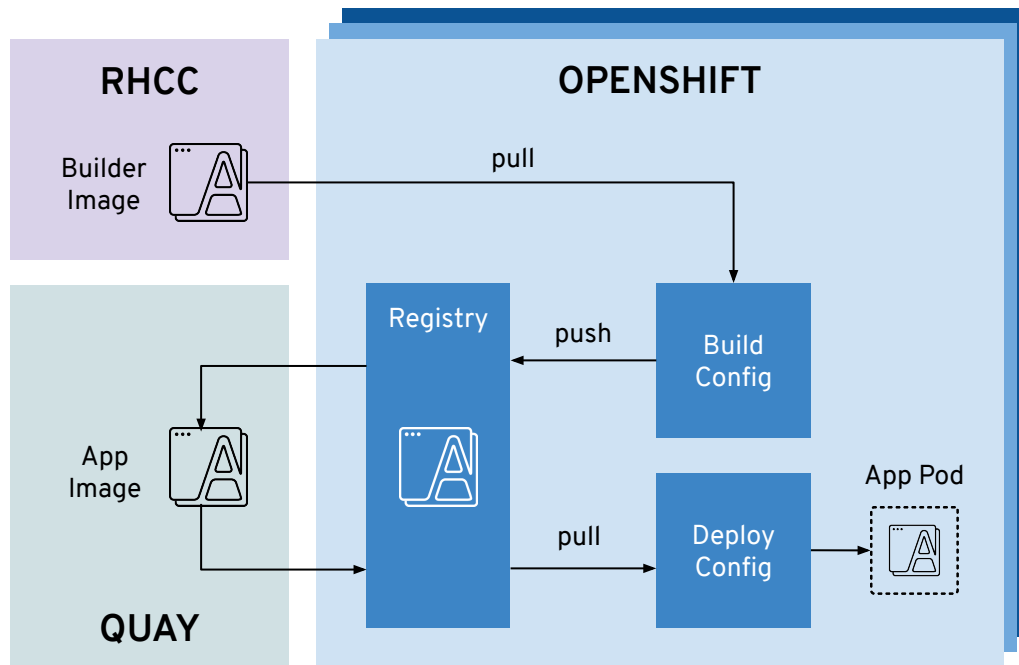 RHCC
OPENSHIFT
Builder
Image
pull
Registry
push
Build
Config
App
Image
pull
Deploy
Config
App Pod
QUAY